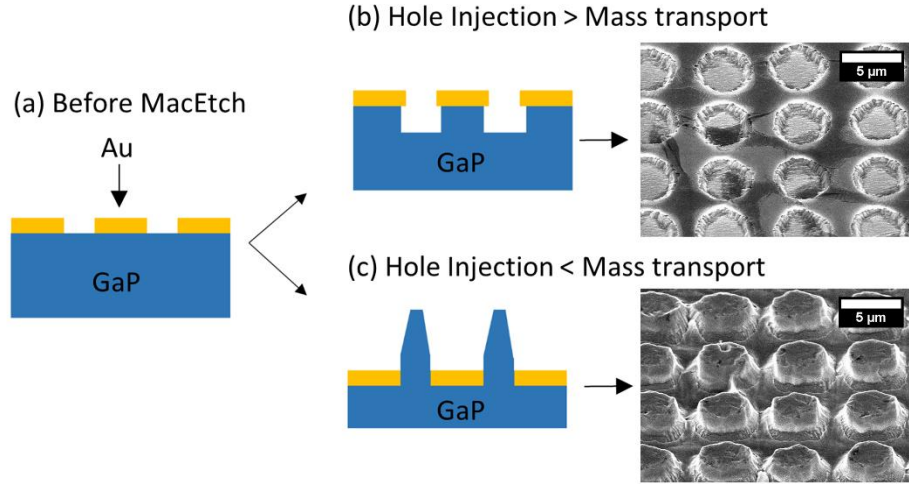 (a) Before MacEtch
Au
GaP
(b) Hole Injection > Mass transport
GaP
5 µm
(c) Hole Injection < Mass transport
GaP
5 µm